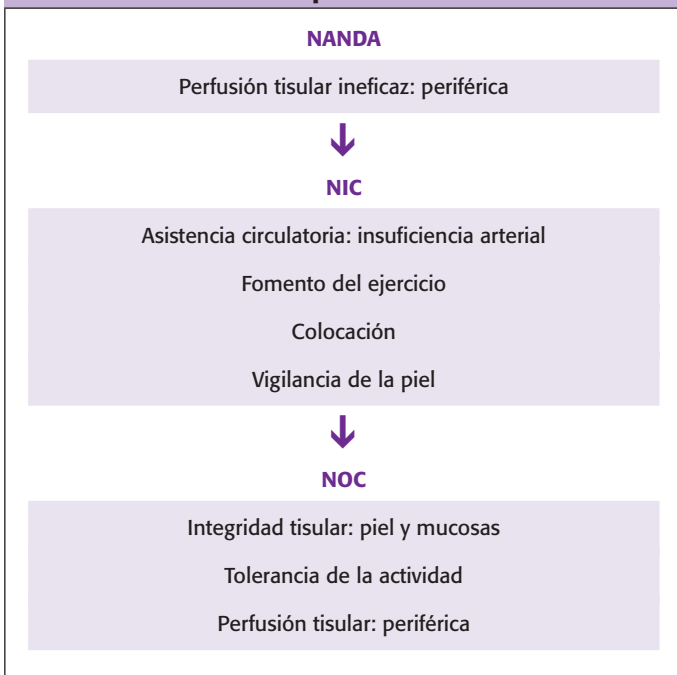 NANDA
Perfusión tisular ineficaz: periférica
NIC
Asistencia circulatoria: insuficiencia arterial
Fomento del ejercicio
Colocación
Vigilancia de la piel
NOC
Integridad tisular: piel y mucosas
Tolerancia de la actividad
Perfusión tisular: periférica